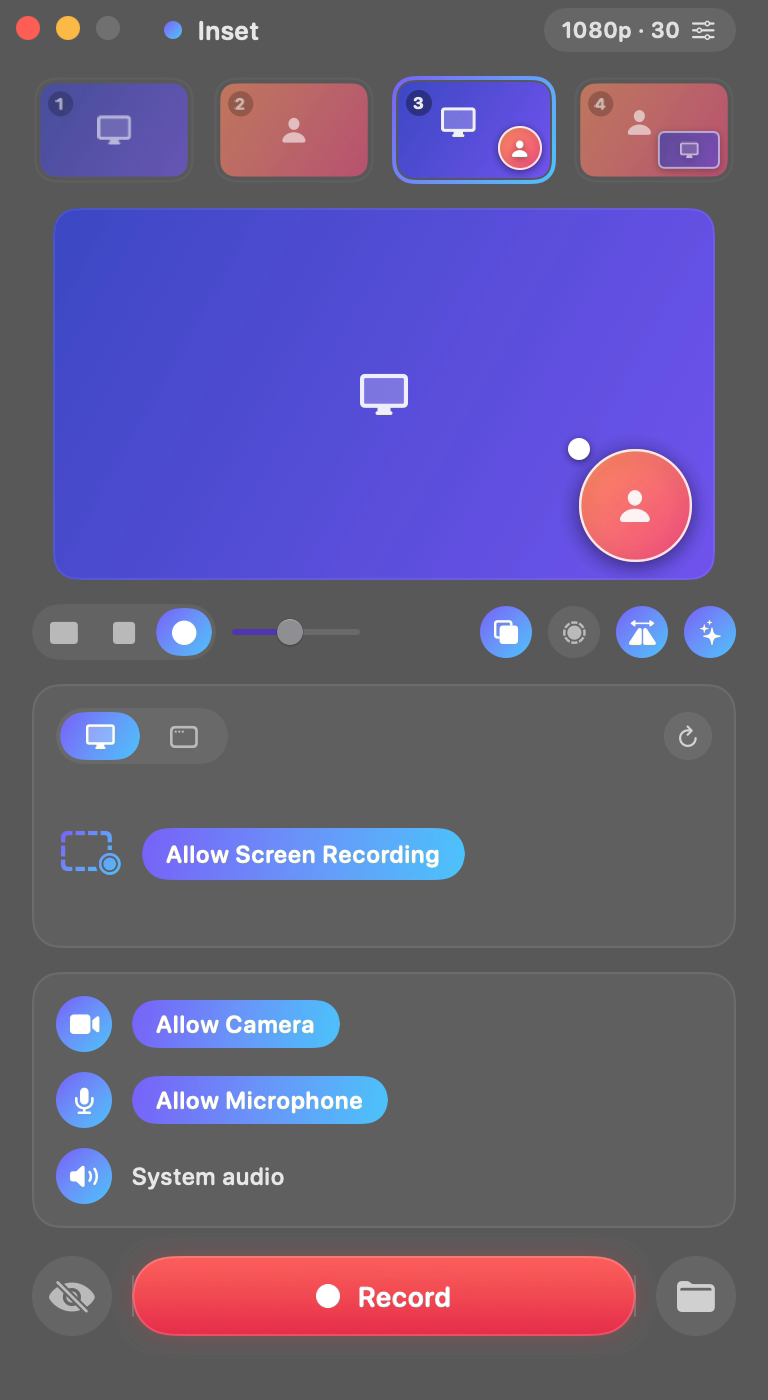 Inset
1080p · 30
1
2
3
4
Allow Screen Recording
Allow Camera
Allow Microphone
System audio
Record